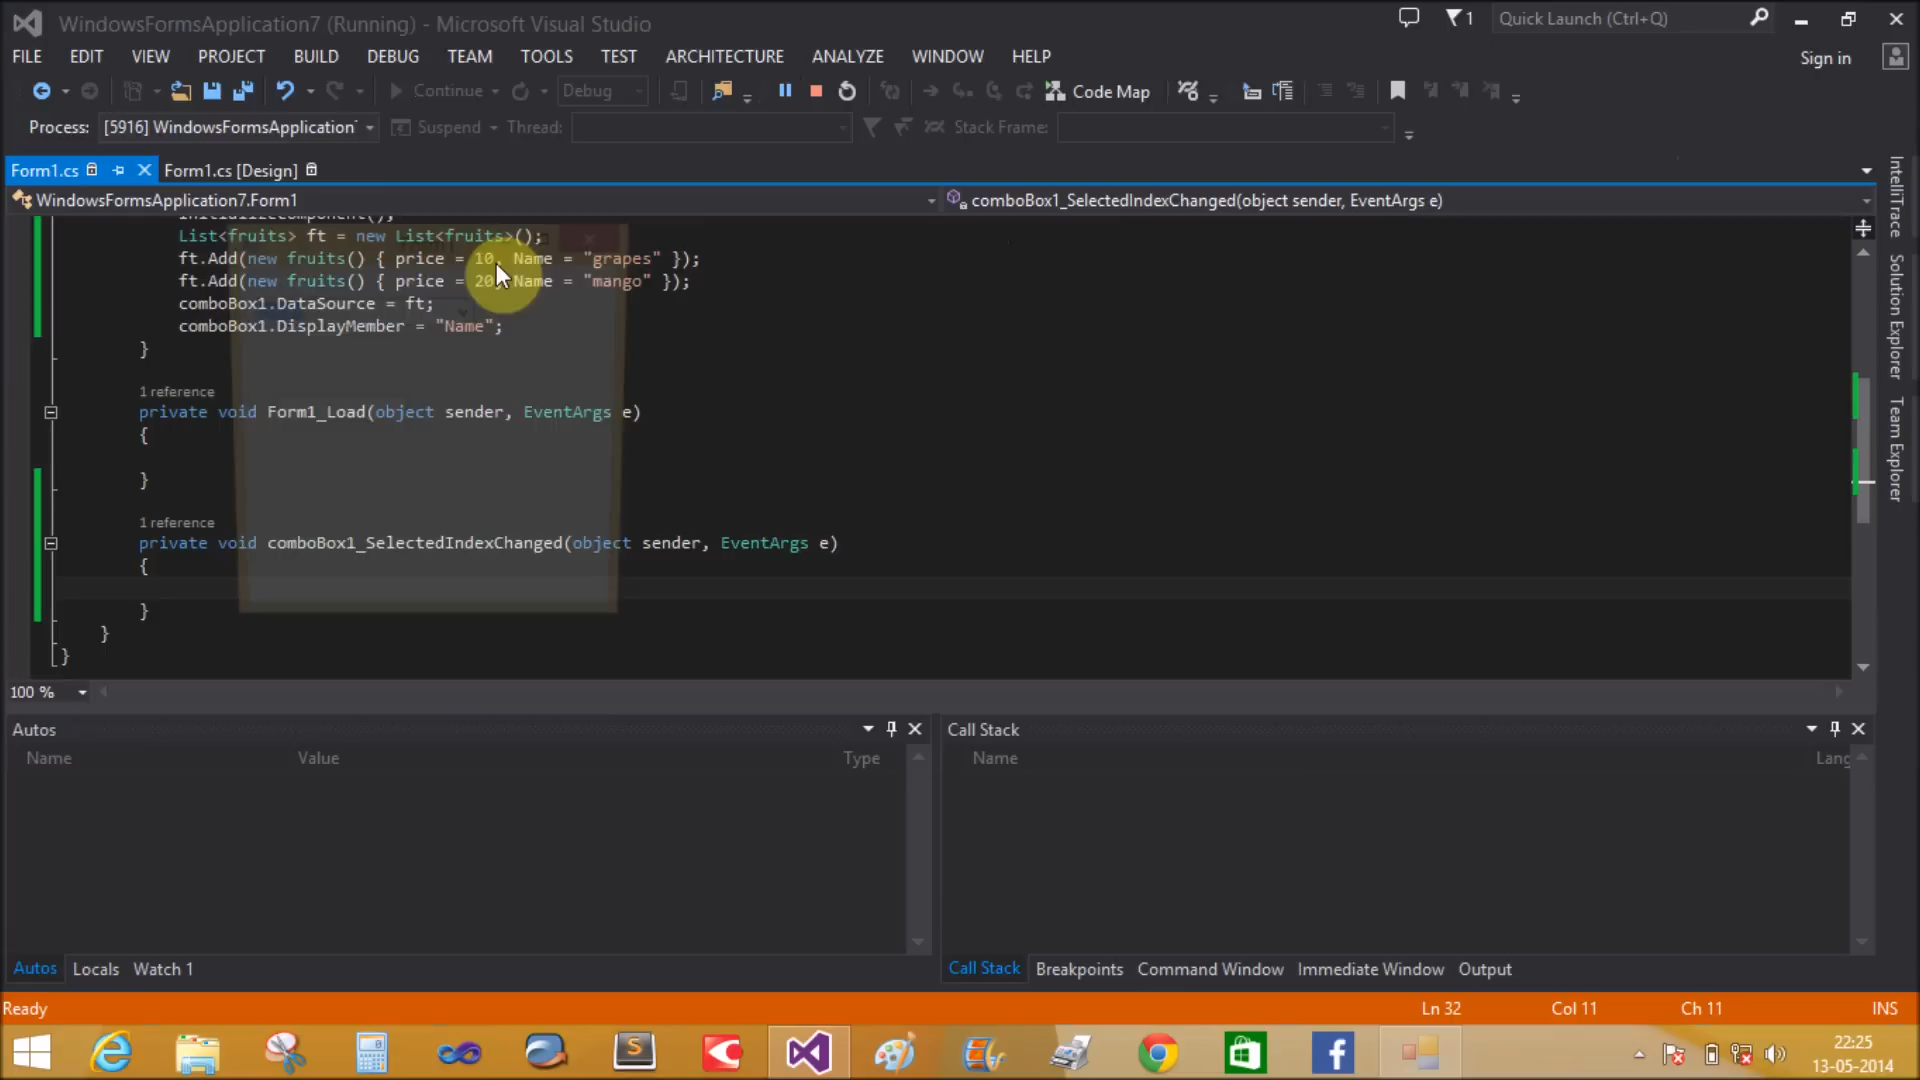 WindowsFormsApplication7 (Running) - Microsoft Visual Studio
1
Quick Launch (Ctrl+Q)
FILE EDIT VIEW PROJECT BUILD DEBUG TEAM TOOLS TEST ARCHITECTURE ANALYZE WINDOW HELP
Sign in
Continue
Debug
Code Map
Process: [5916] WindowsFormsApplication
Suspend
Thread:
Stack Frame:
Form1.cs
Form1.cs [Design]
WindowsFormsApplication7.Form1
comboBox1_SelectedIndexChanged(object sender, EventArgs e)
InitializeComponent();
List<fruits> ft = new List<fruits>();
ft.Add(new fruits() { price = 10, Name = "grapes" });
ft.Add(new fruits() { price = 20, Name = "mango" });
comboBox1.DataSource = ft;
comboBox1.DisplayMember = "Name";
}
1 reference
private void Form1_Load(object sender, EventArgs e)
{
}
1 reference
private void comboBox1_SelectedIndexChanged(object sender, EventArgs e)
{
}
}
}
IntelliTrace
Solution Explorer
Team Explorer
100 %
Autos
Name Value Type
Call Stack
Name Lang
Autos Locals Watch 1
Call Stack Breakpoints Command Window Immediate Window Output
Ready
Ln 32 Col 11 Ch 11 INS
22:25
13-05-2014